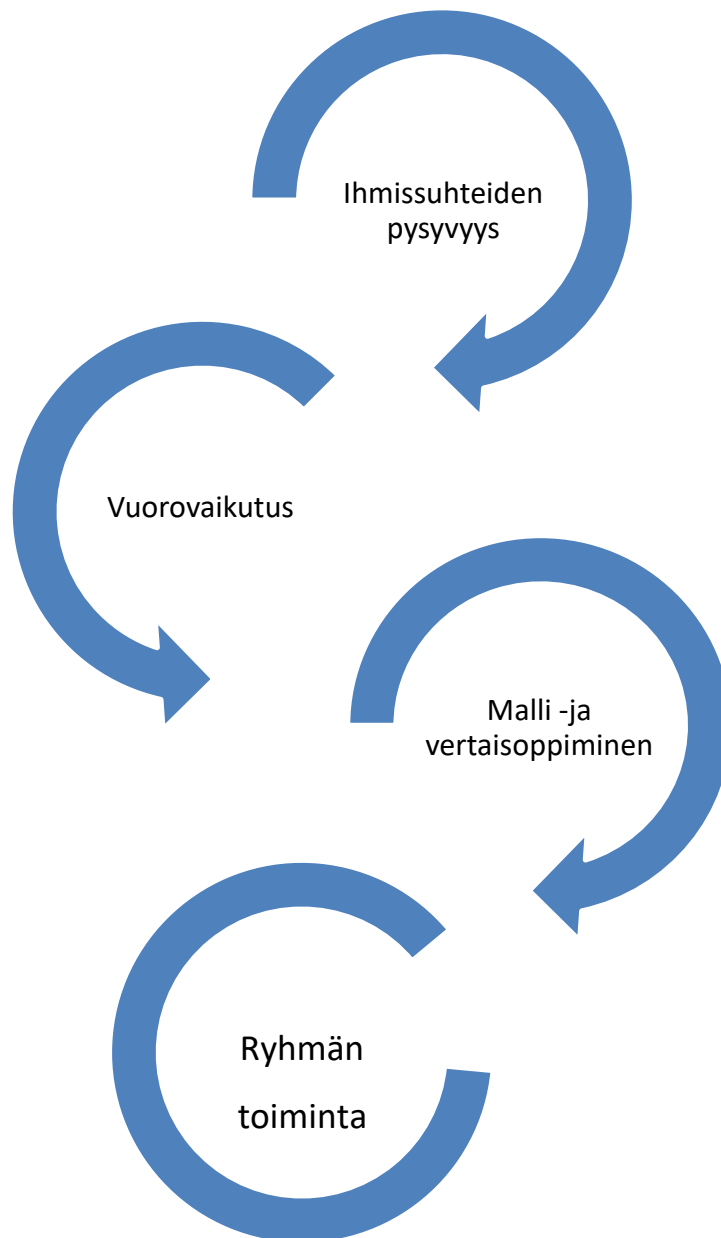 Ihmissuhteiden
pysyvyys
Vuorovaikutus
Malli -ja
vertaisoppiminen
Ryhmän
toiminta